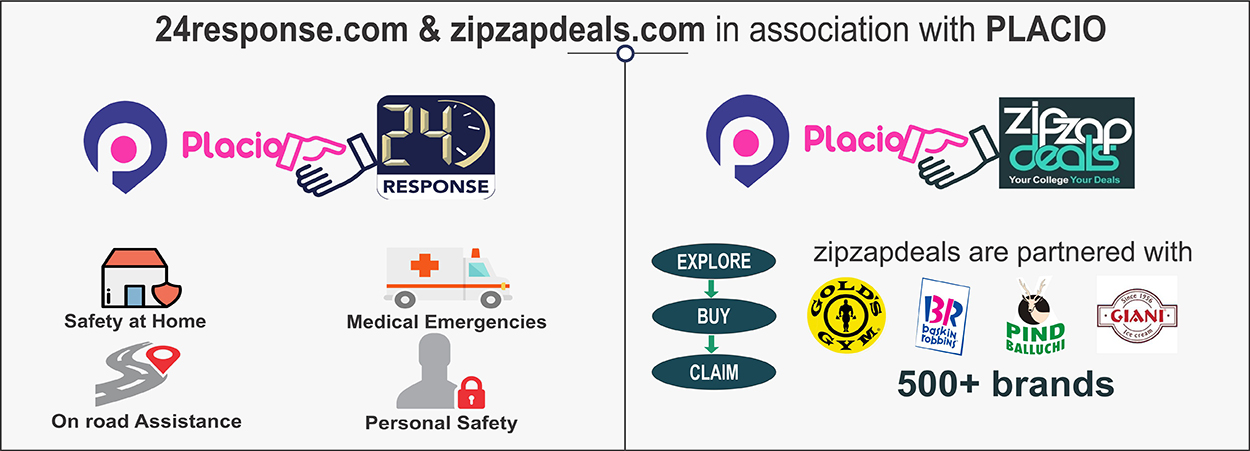 24response.com & zipzapdeals.com in association with PLACIO
Placio
24
RESPONSE
Safety at Home
Medical Emergencies
On road Assistance
Personal Safety
Placio
zipzap
deals
Your College Your Deals
EXPLORE
BUY
CLAIM
zipzapdeals are partnered with
GOLD'S
GYM
BR
baskin
robbins
PIND
BALLUCHI
Since 1956
GIANI
Ice cream
500+ brands